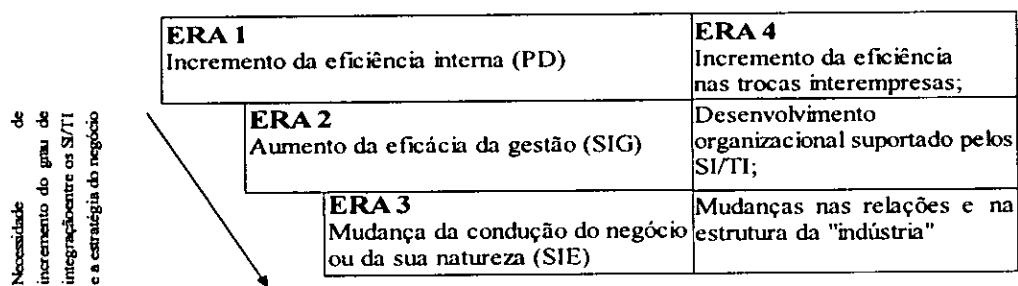 ERA 1
Incremento da eficiência interna (PD)
ERA 4
Incremento da eficiência
nas trocas interempresas;
ERA 2
Aumento da eficácia da gestão (SIG)
Desenvolvimento
organizacional suportado pelos
SI/TI;
ERA 3
Mudança da condução do negócio
ou da sua natureza (SIE)
Mudanças nas relações e na
estrutura da "indústria"
Necessidade de
incremento do grau de
integraçãoentre os SI/TI
e a estratégia do negócio